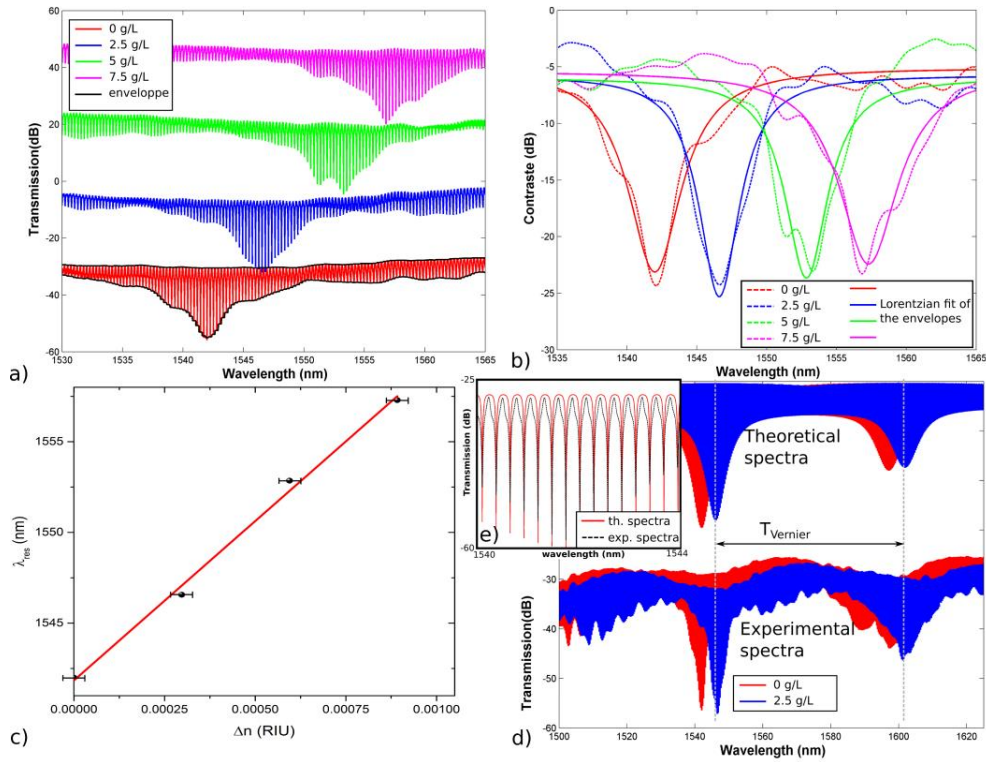 0 g/L
2.5 g/L
5 g/L
7.5 g/L
enveloppe
60
40
20
0
-20
-40
-60
Transmission(dB)
1530
1535
1540
1545
1550
1555
1560
1565
Wavelength (nm)
a)
0
-5
-10
-15
-20
-25
-30
Contraste (dB)
0 g/L
2.5 g/L
5 g/L
7.5 g/L
Lorentzian fit of
the envelopes
1535
1540
1545
1550
1555
1560
1565
Wavelength (nm)
b)
1555
1550
1545
λres (nm)
0.00000
0.00025
0.00050
0.00075
0.00100
Δn (RIU)
c)
-25
-60
Transmission (dB)
th. spectra
exp. spectra
1540
wavelength (nm)
1544
e)
Theoretical
spectra
TVernier
Experimental
spectra
0 g/L
2.5 g/L
-30
-40
-50
-60
Transmission(dB)
1500
1520
1540
1560
1580
1600
1620
Wavelength (nm)
d)